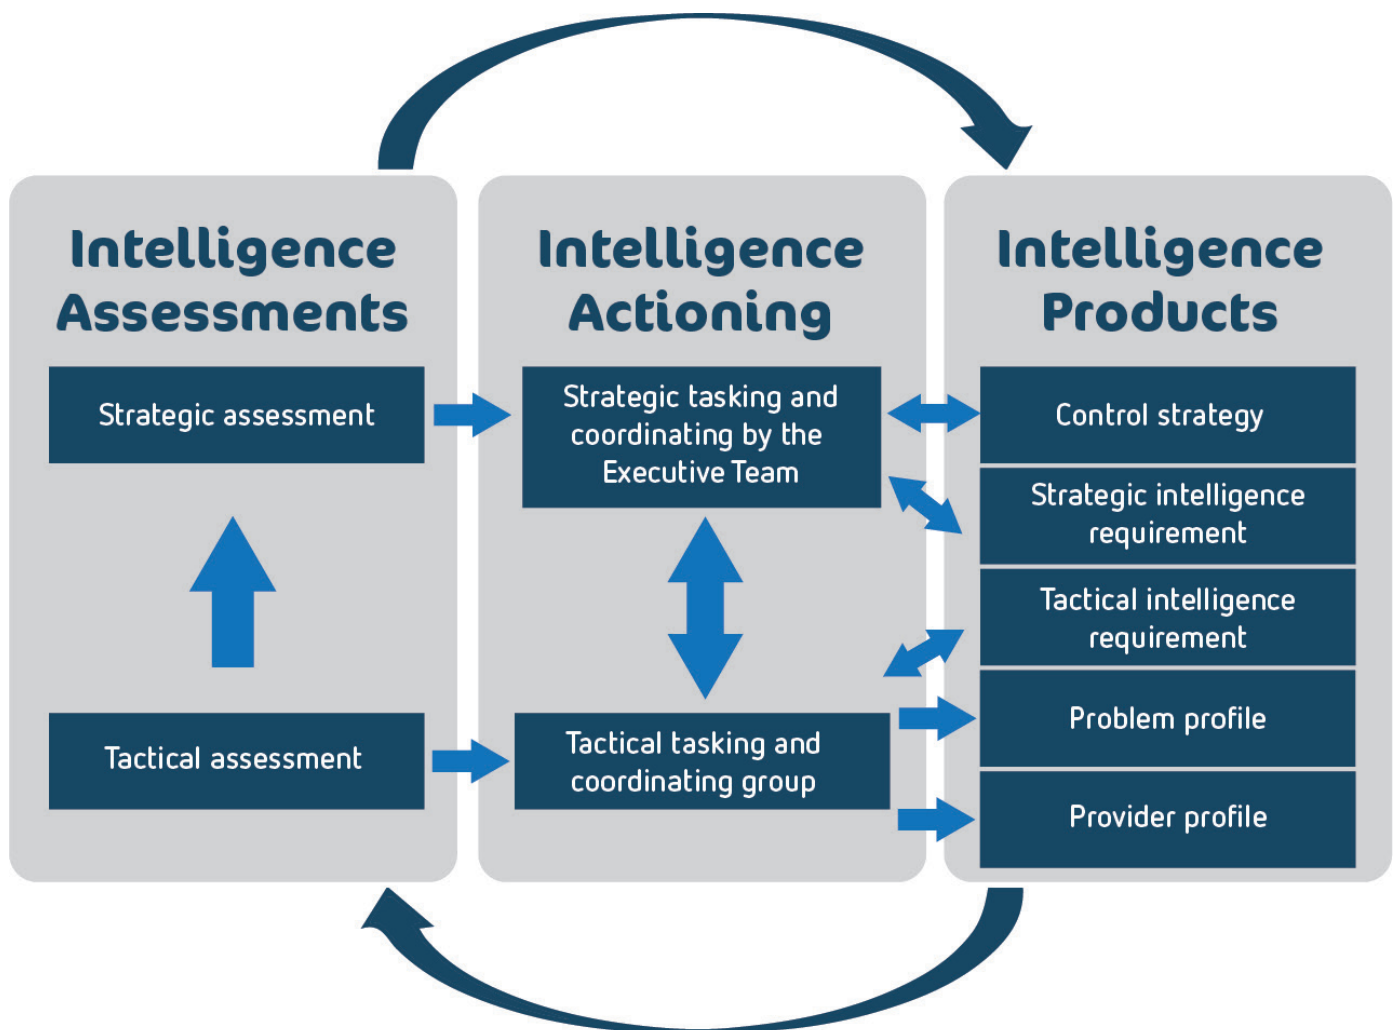 Intelligence
Assessments
Strategic assessment
Tactical assessment
Intelligence
Actioning
Strategic tasking and
coordinating by the
Executive Team
Tactical tasking and
coordinating group
Intelligence
Products
Control strategy
Strategic intelligence
requirement
Tactical intelligence
requirement
Problem profile
Provider profile